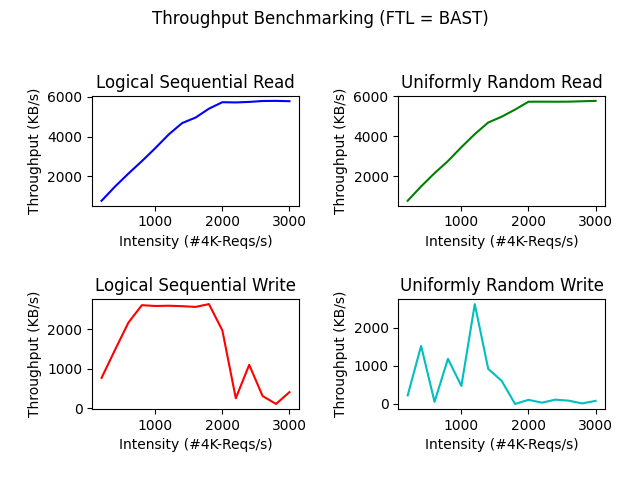 Throughput Benchmarking (FTL = BAST)
Logical Sequential Read
Throughput (KB/s)
6000
4000
2000
1000 2000 3000
Intensity (#4K-Reqs/s)
Uniformly Random Read
Throughput (KB/s)
6000
4000
2000
1000 2000 3000
Intensity (#4K-Reqs/s)
Logical Sequential Write
Throughput (KB/s)
2000
1000
0
1000 2000 3000
Intensity (#4K-Reqs/s)
Uniformly Random Write
Throughput (KB/s)
2000
1000
0
1000 2000 3000
Intensity (#4K-Reqs/s)